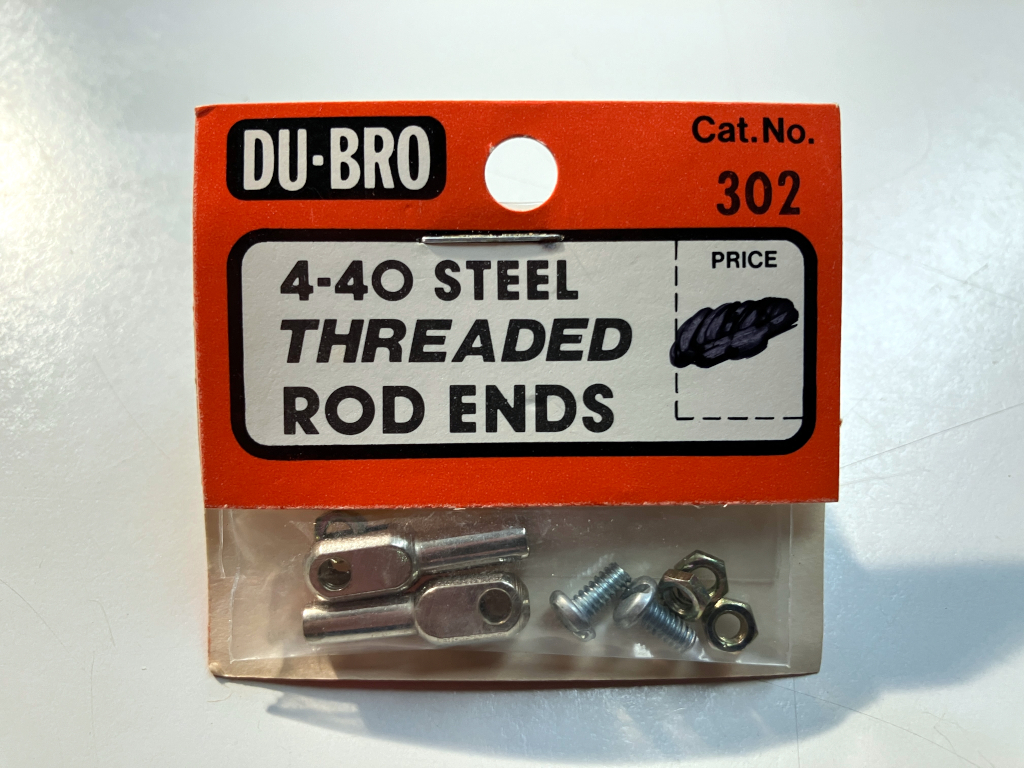 DU-BRO
Cat.No.
302
4-40 STEEL
THREADED
ROD ENDS
PRICE